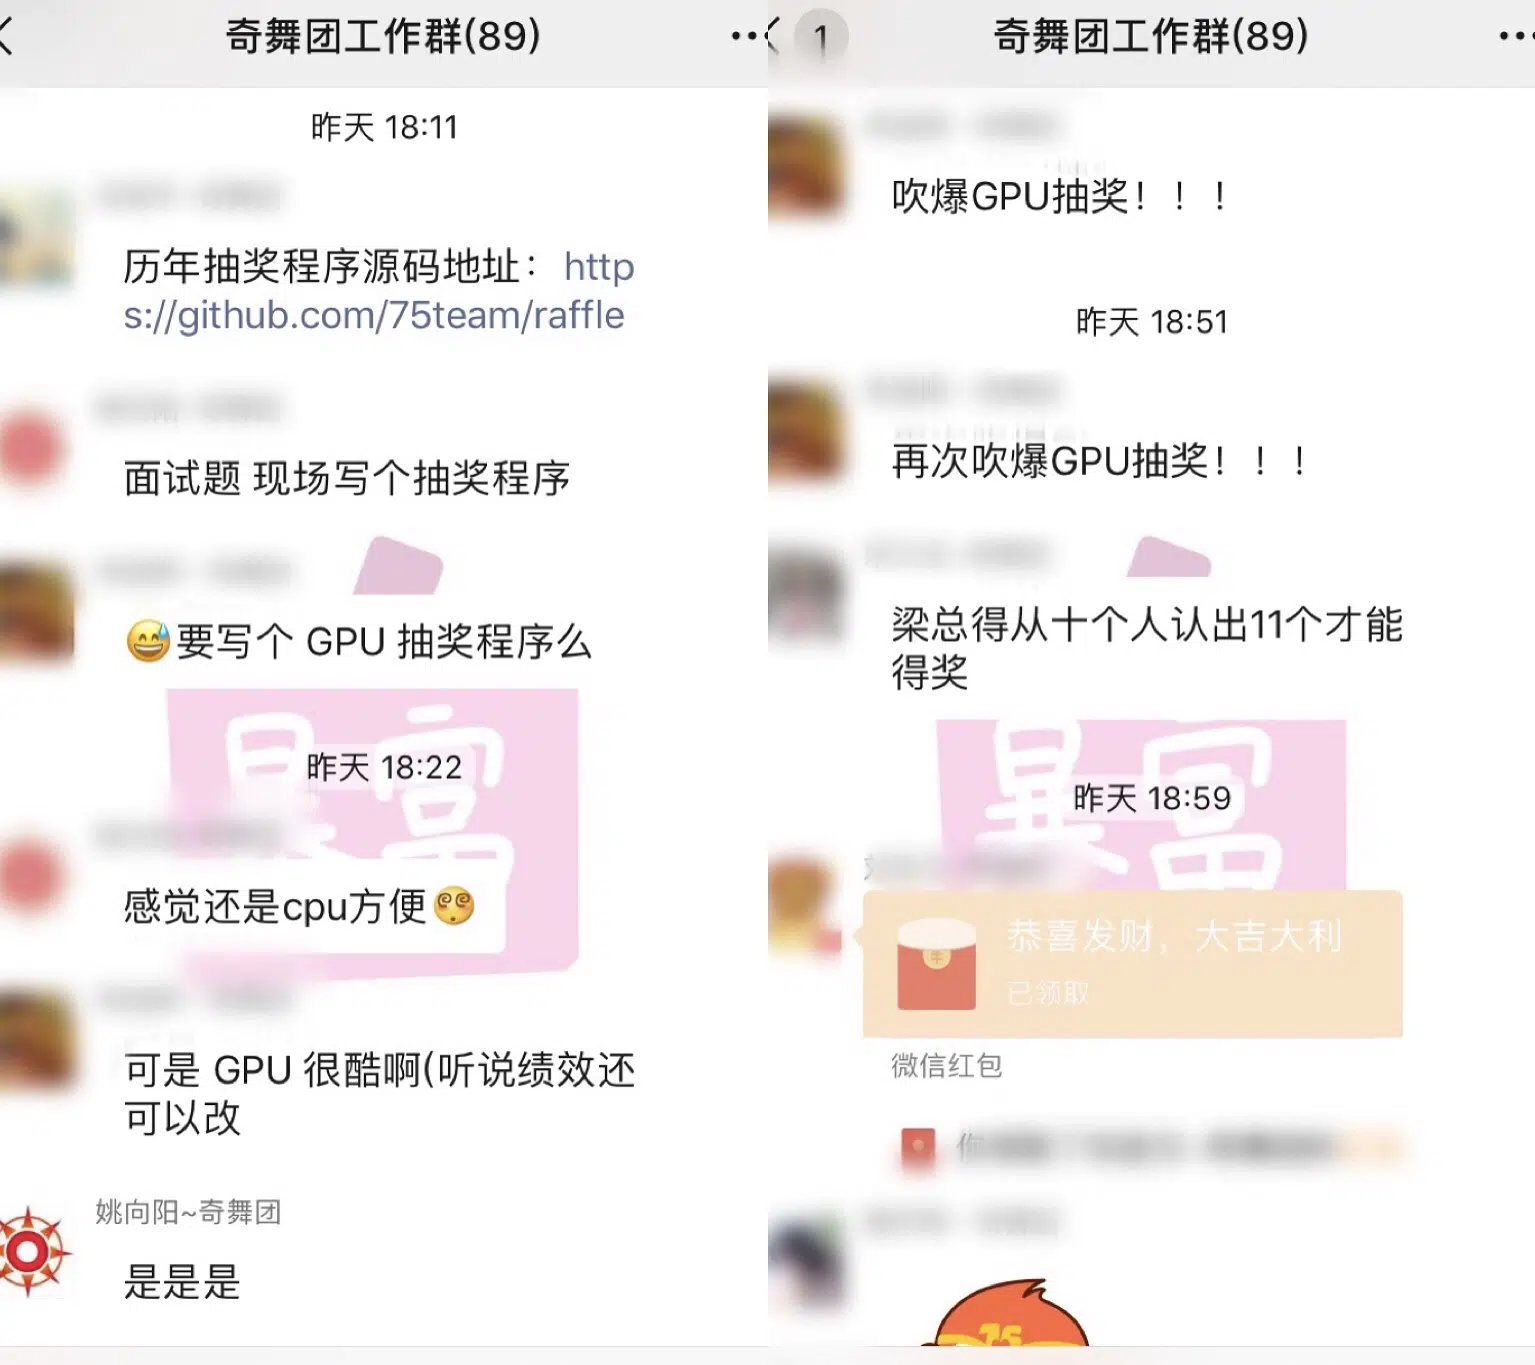 奇舞团工作群(89)
昨天 18:11
历年抽奖程序源码地址： http
s://github.com/75team/raffle
面试题 现场写个抽奖程序
😅要写个 GPU 抽奖程序么
暴富
昨天 18:22
感觉还是cpu方便😵‍💫
可是 GPU 很酷啊(听说绩效还
可以改
姚向阳~奇舞团
是是是
1
奇舞团工作群(89)
吹爆GPU抽奖！！！
昨天 18:51
再次吹爆GPU抽奖！！！
梁总得从十个人认出11个才能
得奖
暴富
昨天 18:59
恭喜发财，大吉大利
已领取
微信红包
75